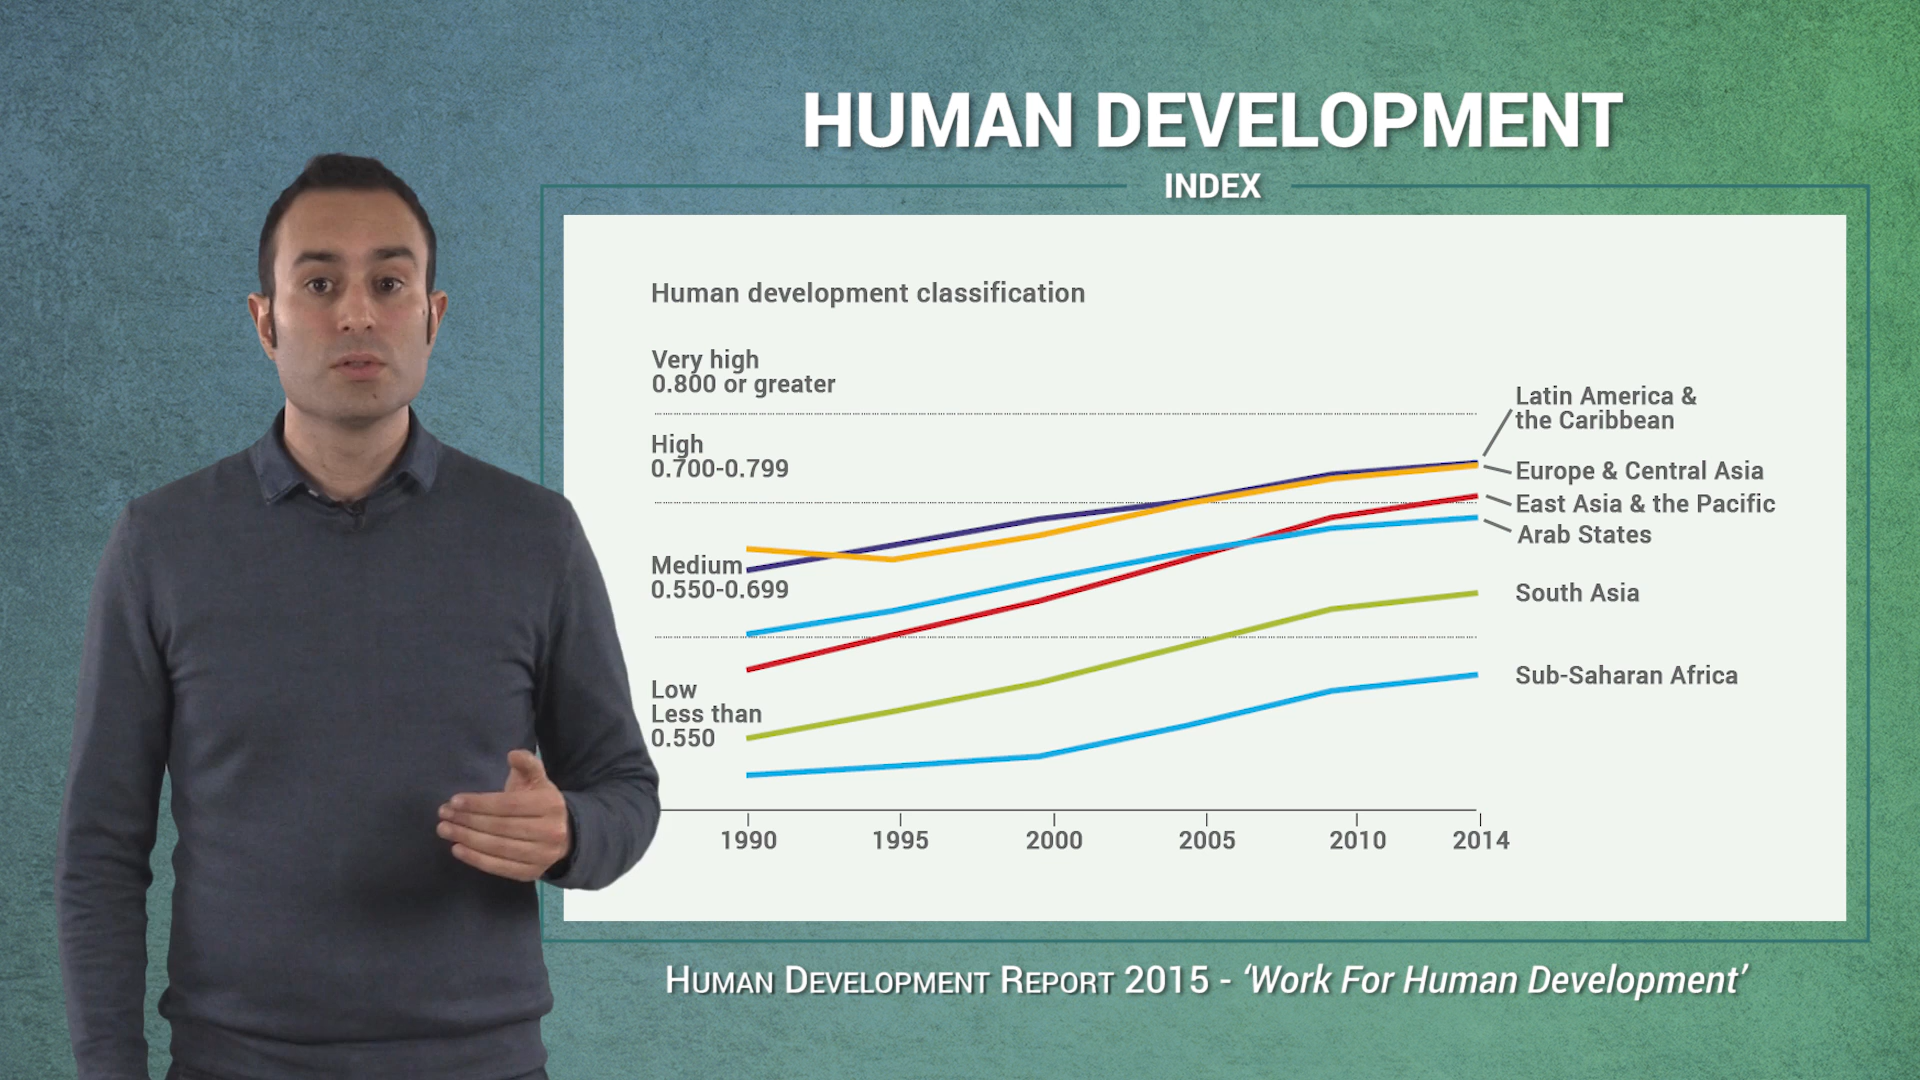 HUMAN DEVELOPMENT
INDEX
Human development classification
Very high
0.800 or greater
High
0.700-0.799
Medium
0.550-0.699
Low
Less than
0.550
Latin America &
the Caribbean
Europe & Central Asia
East Asia & the Pacific
Arab States
South Asia
Sub-Saharan Africa
1990 1995 2000 2005 2010 2014
HUMAN DEVELOPMENT REPORT 2015 - ‘Work For Human Development’